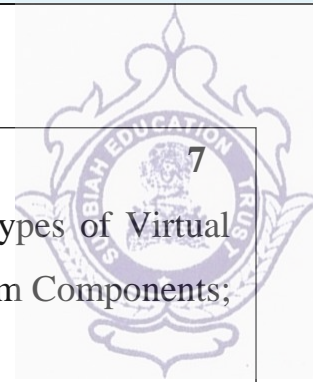 7
ypes of Virtual
m Components;
SUBBIAH EDUCATION TRUST